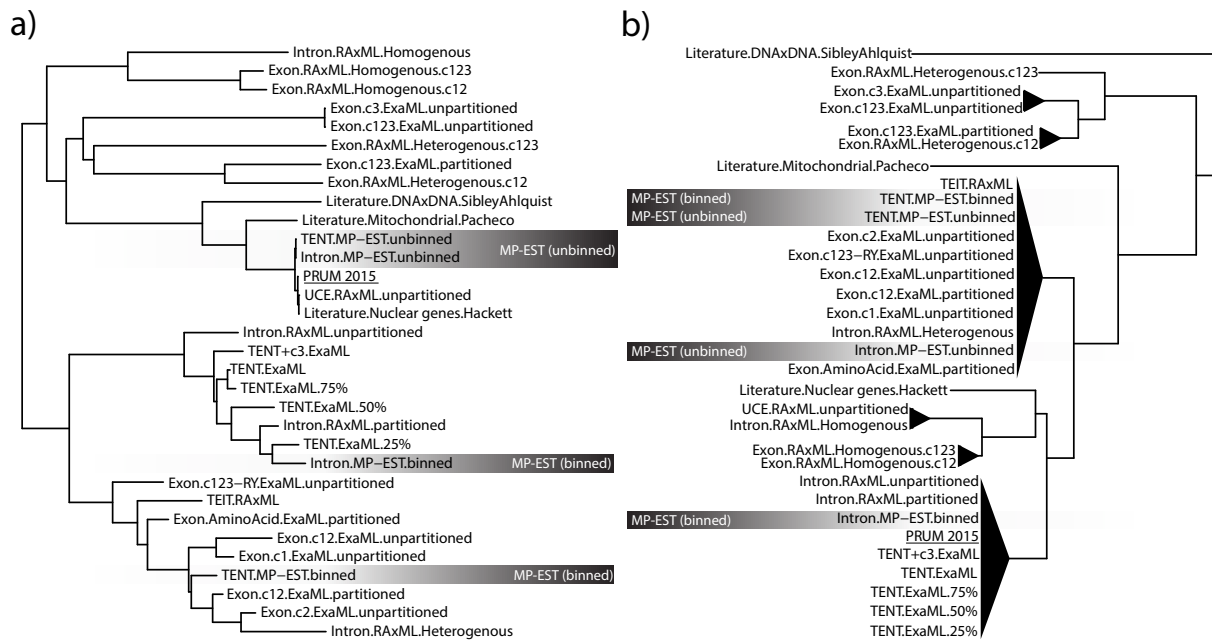 a)
Intron.RAxML.Homogenous
Exon.RAxML.Homogenous.c123
Exon.RAxML.Homogenous.c12
Exon.c3.ExaML.unpartitioned
Exon.c123.ExaML.unpartitioned
Exon.RAxML.Heterogenous.c123
Exon.c123.ExaML.partitioned
Exon.RAxML.Heterogenous.c12
Literature.DNAxDNA.SibleyAhlquist
Literature.Mitochondrial.Pacheco
TENT.MP−EST.unbinned
Intron.MP−EST.unbinned
MP-EST (unbinned)
PRUM 2015
UCE.RAxML.unpartitioned
Literature.Nuclear genes.Hackett
Intron.RAxML.unpartitioned
TENT+c3.ExaML
TENT.ExaML
TENT.ExaML.75%
TENT.ExaML.50%
Intron.RAxML.partitioned
TENT.ExaML.25%
Intron.MP−EST.binned MP-EST (binned)
Exon.c123−RY.ExaML.unpartitioned
TEIT.RAxML
Exon.AminoAcid.ExaML.partitioned
Exon.c12.ExaML.unpartitioned
Exon.c1.ExaML.unpartitioned
TENT.MP−EST.binned MP-EST (binned)
Exon.c12.ExaML.partitioned
Exon.c2.ExaML.unpartitioned
Intron.RAxML.Heterogenous
b)
Literature.DNAxDNA.SibleyAhlquist
Exon.RAxML.Heterogenous.c123
Exon.c3.ExaML.unpartitioned
Exon.c123.ExaML.unpartitioned
Exon.c123.ExaML.partitioned
Exon.RAxML.Heterogenous.c12
Literature.Mitochondrial.Pacheco
TEIT.RAxML
MP-EST (binned) TENT.MP−EST.binned
MP-EST (unbinned) TENT.MP−EST.unbinned
Exon.c2.ExaML.unpartitioned
Exon.c123−RY.ExaML.unpartitioned
Exon.c12.ExaML.unpartitioned
Exon.c12.ExaML.partitioned
Exon.c1.ExaML.unpartitioned
Intron.RAxML.Heterogenous
MP-EST (unbinned) Intron.MP−EST.unbinned
Exon.AminoAcid.ExaML.partitioned
Literature.Nuclear genes.Hackett
UCE.RAxML.unpartitioned
Intron.RAxML.Homogenous
Exon.RAxML.Homogenous.c123
Exon.RAxML.Homogenous.c12
Intron.RAxML.unpartitioned
Intron.RAxML.partitioned
MP-EST (binned) Intron.MP−EST.binned
PRUM 2015
TENT+c3.ExaML
TENT.ExaML
TENT.ExaML.75%
TENT.ExaML.50%
TENT.ExaML.25%